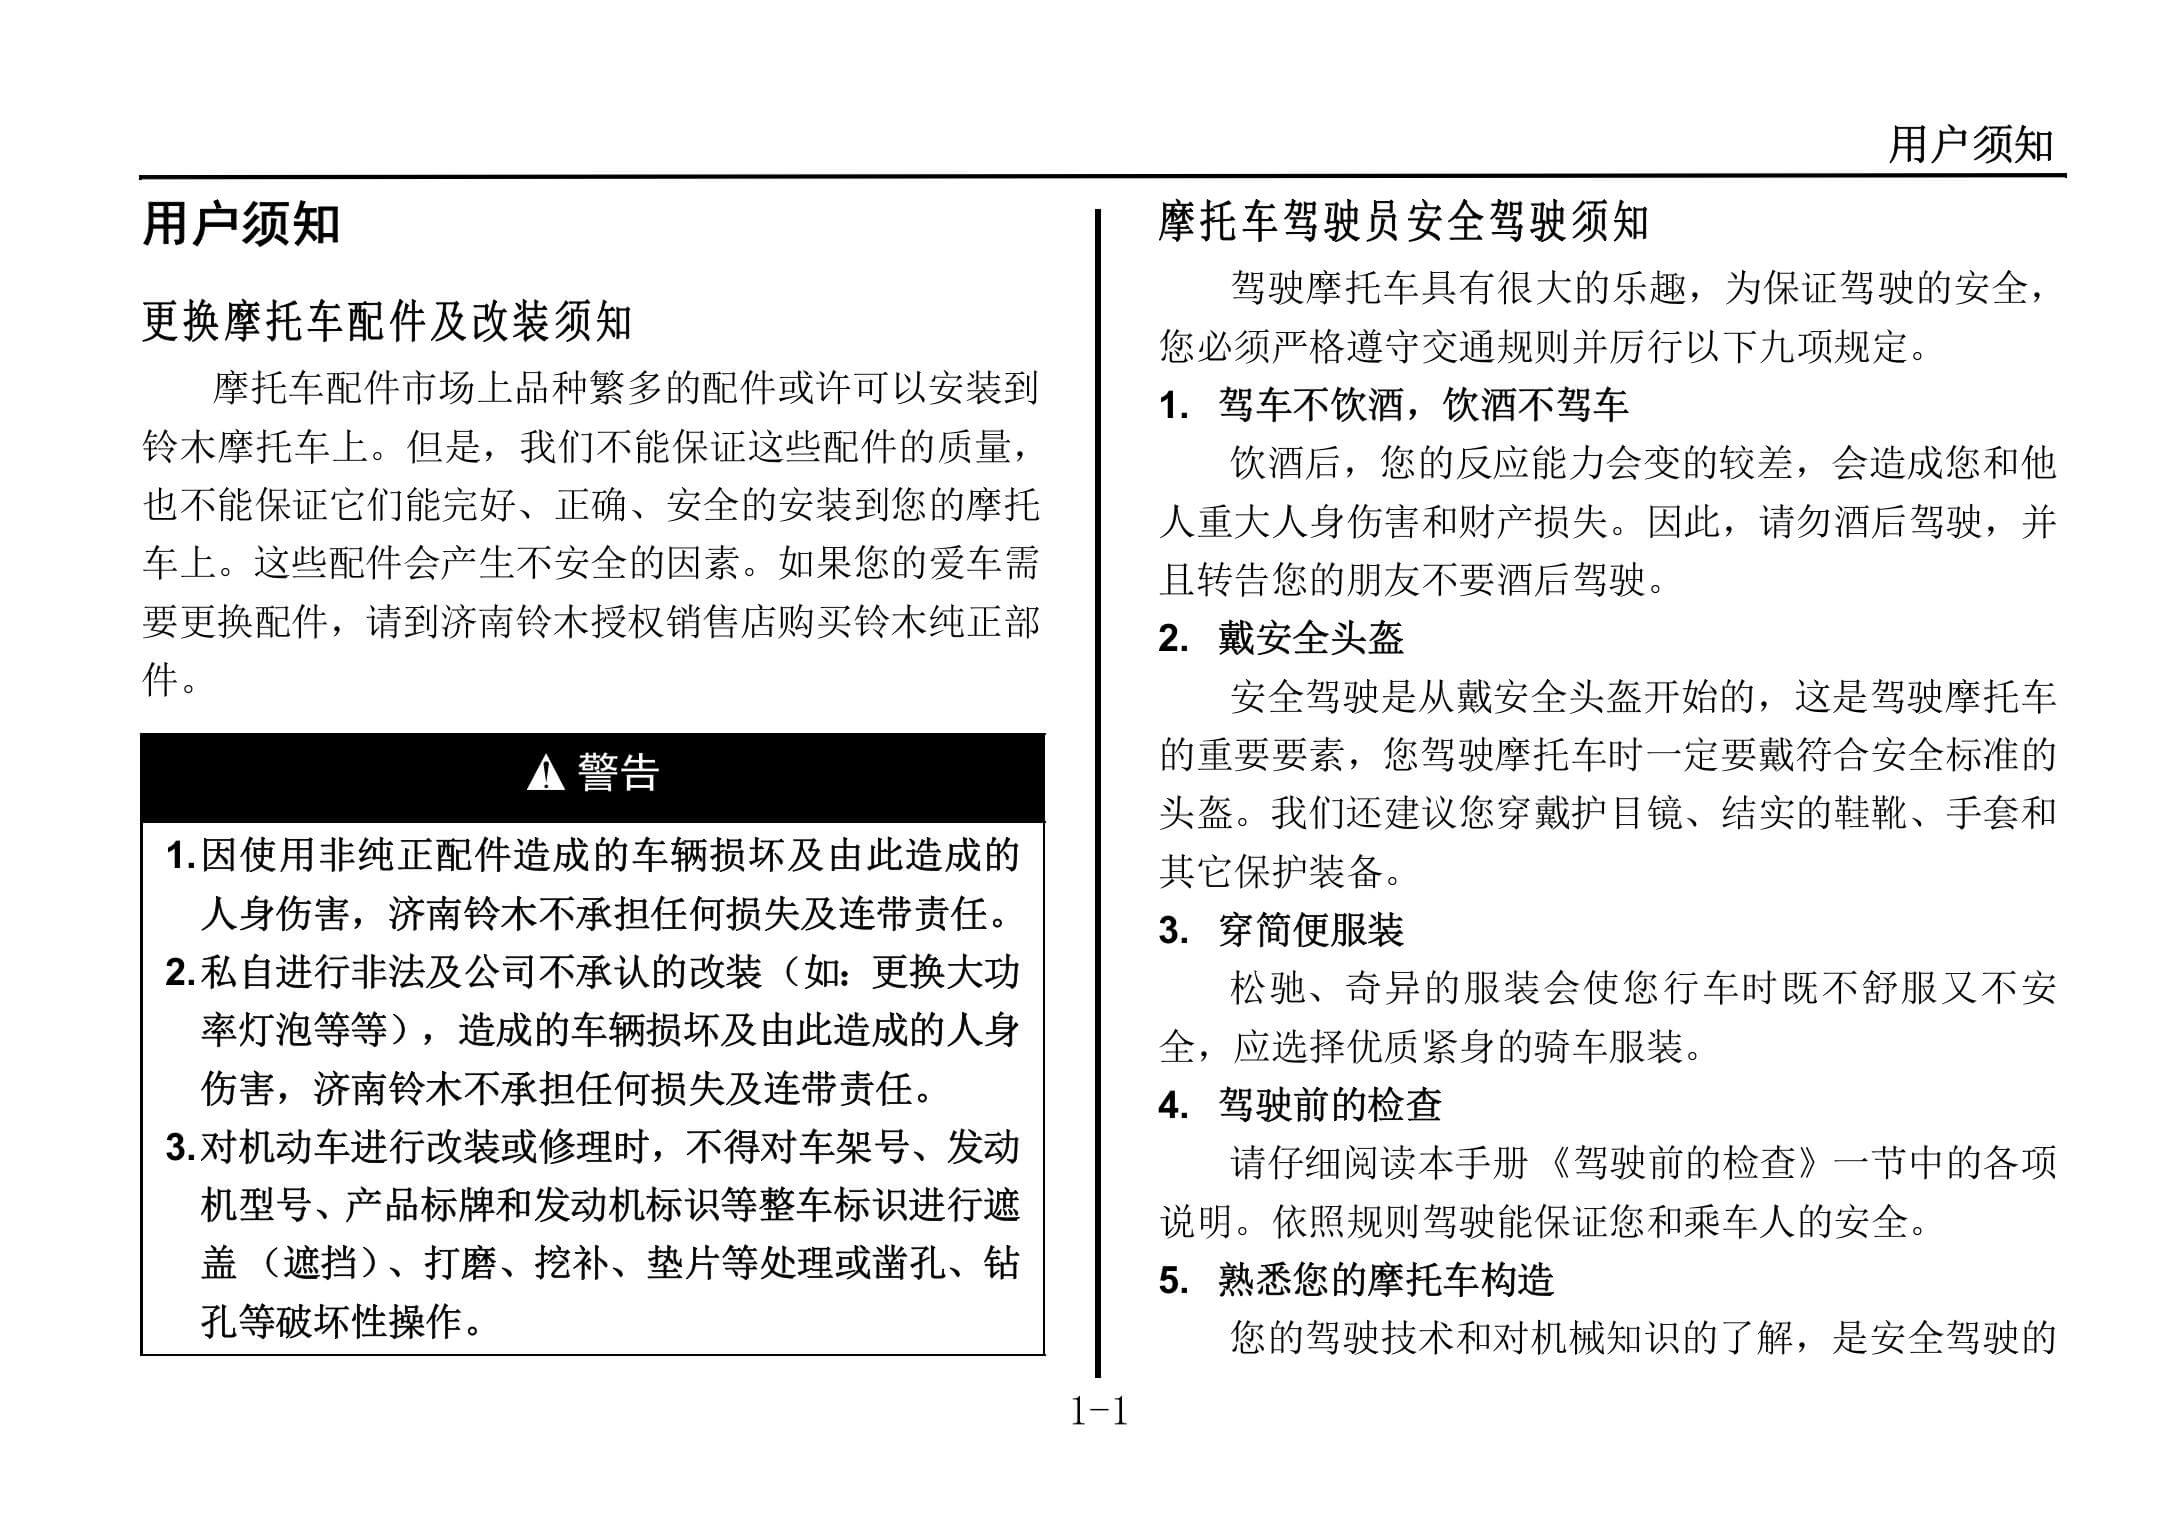 用户须知
用户须知
更换摩托车配件及改装须知
摩托车配件市场上品种繁多的配件或许可以安装到
铃木摩托车上。但是，我们不能保证这些配件的质量，
也不能保证它们能完好、正确、安全的安装到您的摩托
车上。这些配件会产生不安全的因素。如果您的爱车需
要更换配件，请到济南铃木授权销售店购买铃木纯正部
件。
警告
1.因使用非纯正配件造成的车辆损坏及由此造成的
人身伤害，济南铃木不承担任何损失及连带责任。
2.私自进行非法及公司不承认的改装（如：更换大功
率灯泡等等），造成的车辆损坏及由此造成的人身
伤害，济南铃木不承担任何损失及连带责任。
3.对机动车进行改装或修理时，不得对车架号、发动
机型号、产品标牌和发动机标识等整车标识进行遮
盖（遮挡）、打磨、挖补、垫片等处理或凿孔、钻
孔等破坏性操作。
摩托车驾驶员安全驾驶须知
驾驶摩托车具有很大的乐趣，为保证驾驶的安全，
您必须严格遵守交通规则并厉行以下九项规定。
1. 驾车不饮酒，饮酒不驾车
饮酒后，您的反应能力会变的较差，会造成您和他
人重大人身伤害和财产损失。因此，请勿酒后驾驶，并
且转告您的朋友不要酒后驾驶。
2. 戴安全头盔
安全驾驶是从戴安全头盔开始的，这是驾驶摩托车
的重要要素，您驾驶摩托车时一定要戴符合安全标准的
头盔。我们还建议您穿戴护目镜、结实的鞋靴、手套和
其它保护装备。
3. 穿简便服装
松驰、奇异的服装会使您行车时既不舒服又不安
全，应选择优质紧身的骑车服装。
4. 驾驶前的检查
请仔细阅读本手册《驾驶前的检查》一节中的各项
说明。依照规则驾驶能保证您和乘车人的安全。
5. 熟悉您的摩托车构造
您的驾驶技术和对机械知识的了解，是安全驾驶的
1-1